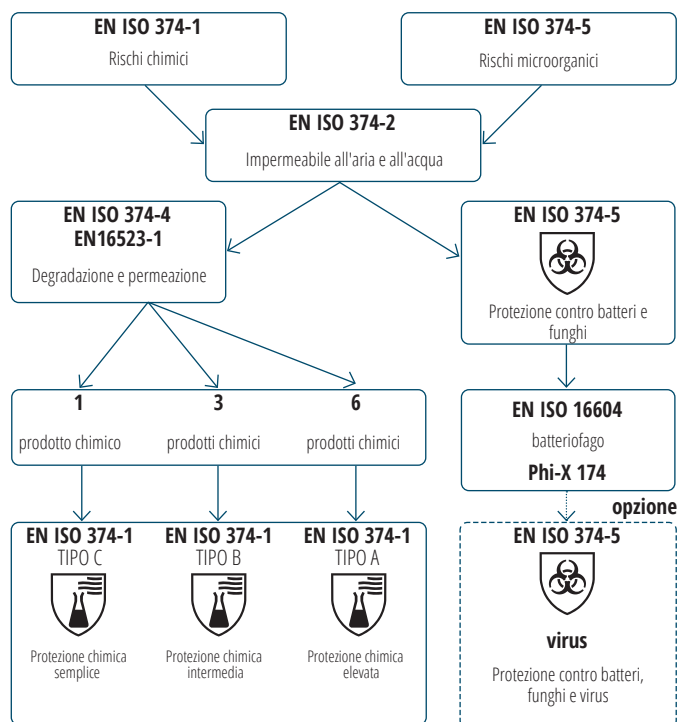 EN ISO 374-1
Rischi chimici
EN ISO 374-5
Rischi microorganici
EN ISO 374-2
Impermeabile all'aria e all'acqua
EN ISO 374-4
EN16523-1
Degradazione e permeazione
EN ISO 374-5
Protezione contro batteri e
funghi
1
prodotto chimico
3
prodotti chimici
6
prodotti chimici
EN ISO 16604
batteriofago
Phi-X 174
opzione
EN ISO 374-1
TIPO C
Protezione chimica
semplice
EN ISO 374-1
TIPO B
Protezione chimica
intermedia
EN ISO 374-1
TIPO A
Protezione chimica
elevata
EN ISO 374-5
virus
Protezione contro batteri,
funghi e virus